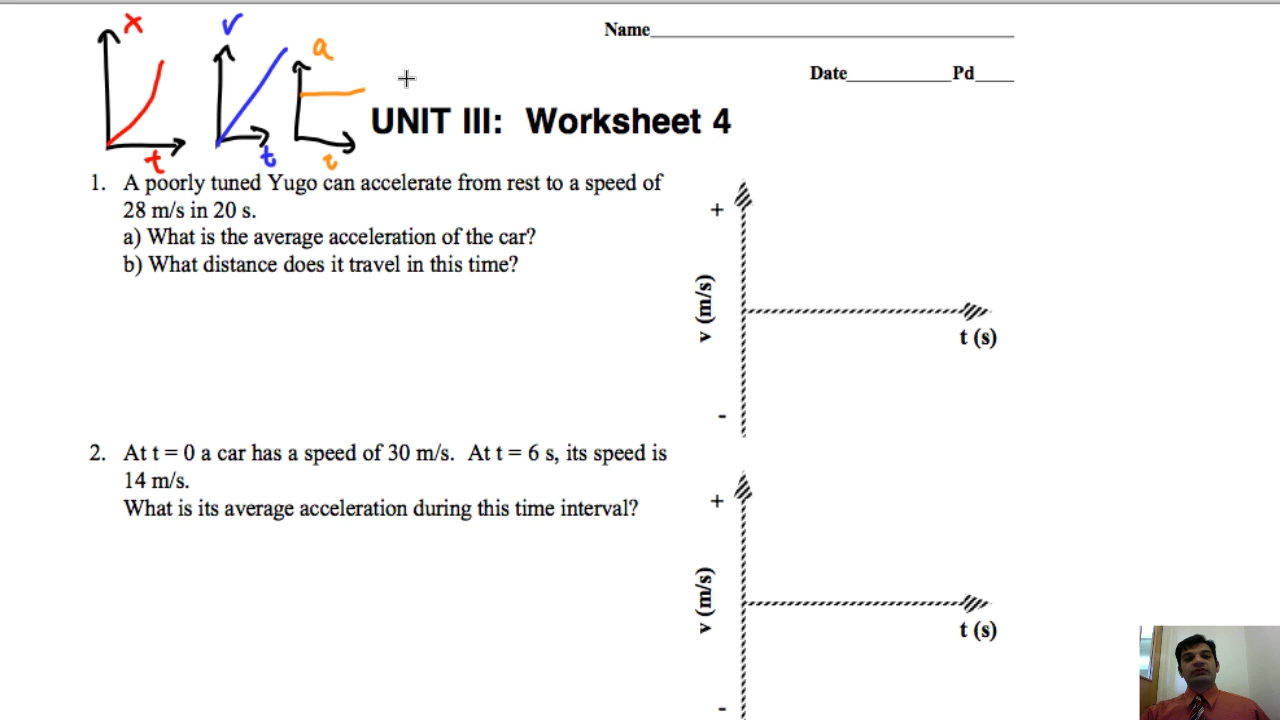 x v a
t t t
Name
Date Pd
UNIT III: Worksheet 4
1. A poorly tuned Yugo can accelerate from rest to a speed of
28 m/s in 20 s.
a) What is the average acceleration of the car?
b) What distance does it travel in this time?
+
v (m/s)
t (s)
-
2. At t = 0 a car has a speed of 30 m/s. At t = 6 s, its speed is
14 m/s.
What is its average acceleration during this time interval?
+
v (m/s)
t (s)
-